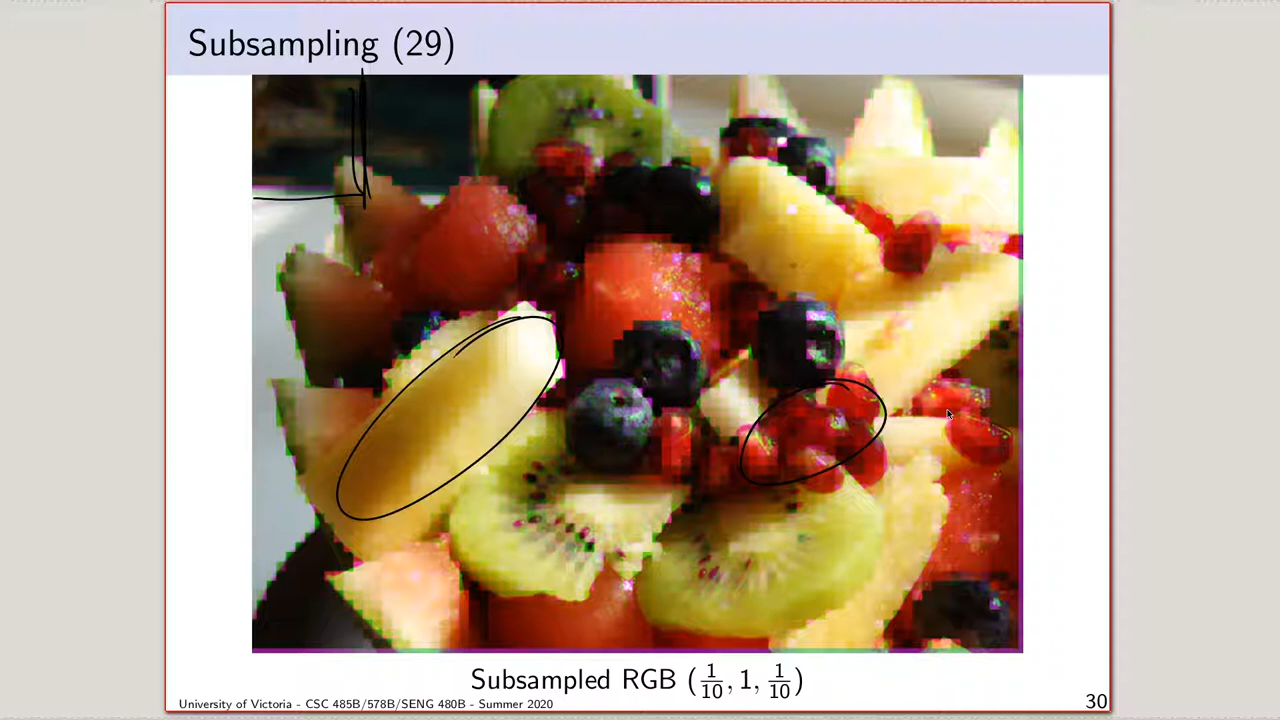 Subsampling (29)
Subsampled RGB (1/10, 1, 1/10)
University of Victoria - CSC 485B/578B/SENG 480B - Summer 2020
30